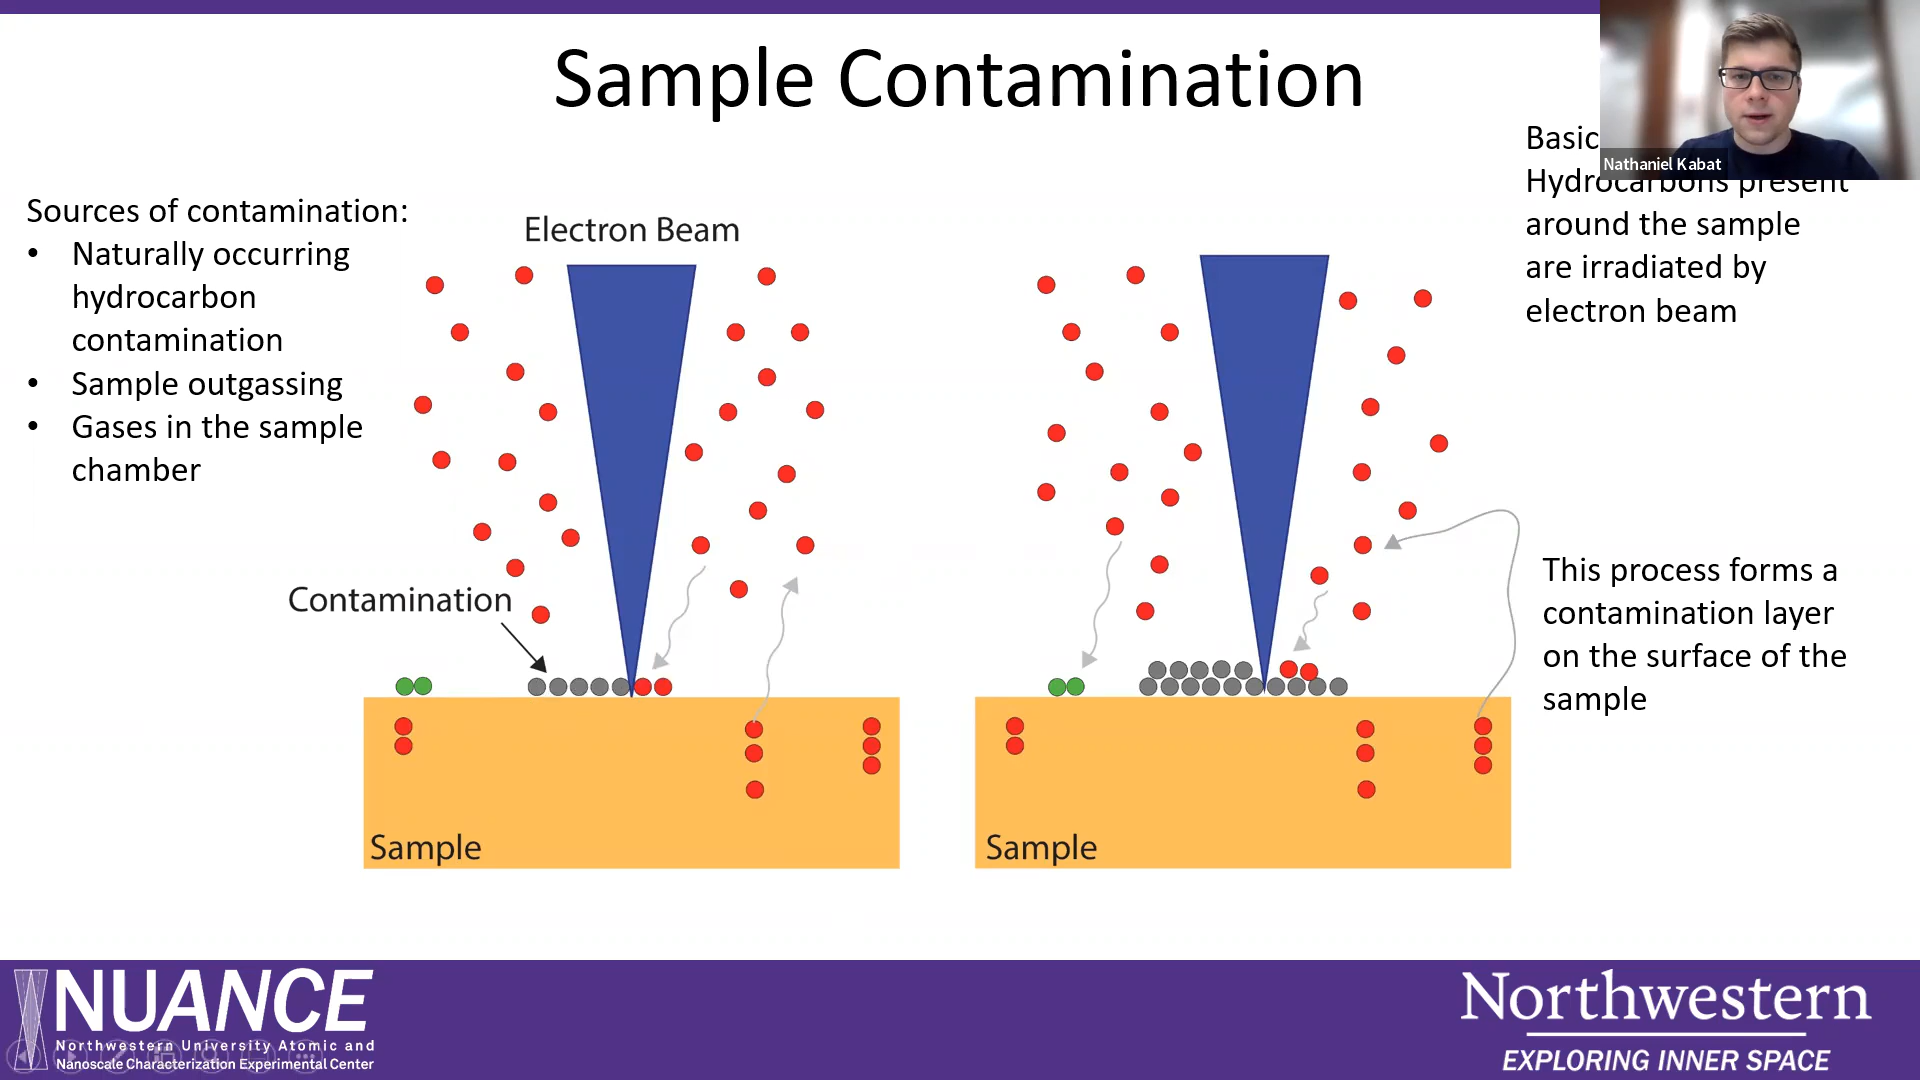 Sample Contamination
Nathaniel Kabat
Basic
Hydrocarbons present
around the sample
are irradiated by
electron beam
Sources of contamination:
• Naturally occurring
hydrocarbon
contamination
• Sample outgassing
• Gases in the sample
chamber
Electron Beam
Contamination
This process forms a
contamination layer
on the surface of the
sample
Sample
Sample
NUANCE
Northwestern University Atomic and
Nanoscale Characterization Experimental Center
Northwestern
EXPLORING INNER SPACE